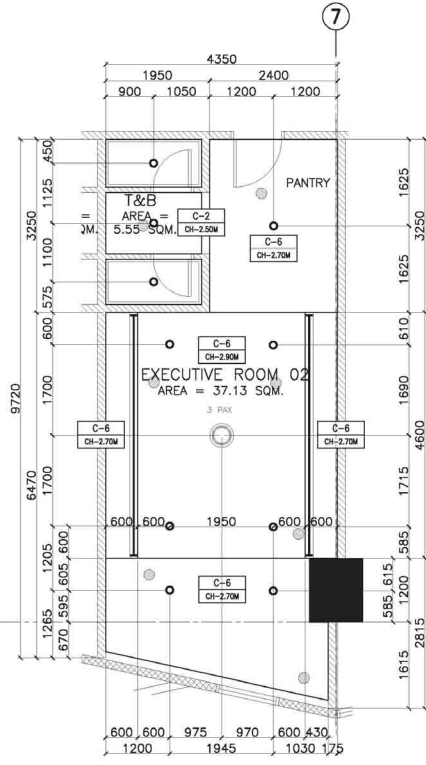 7
4350
1950 2400
900 1050 1200 1200
450
1125
1100
575
600
1700
1700
1205
1265
600
605
595
670
3250
6470
9720
1625
1625
610
1690
1715
585
615
585
1200
1615
3250
4600
2815
PANTRY
T&B
AREA =
5.55 SQM.
C-2
CH-2.50M
C-6
CH-2.70M
C-6
CH-2.90M
EXECUTIVE ROOM 02
AREA = 37.13 SQM.
3 PAX
C-6
CH-2.70M
C-6
CH-2.70M
600 600 1950 600 600
C-6
CH-2.70M
600 600 975 970 600 430
1200 1945 1030 175